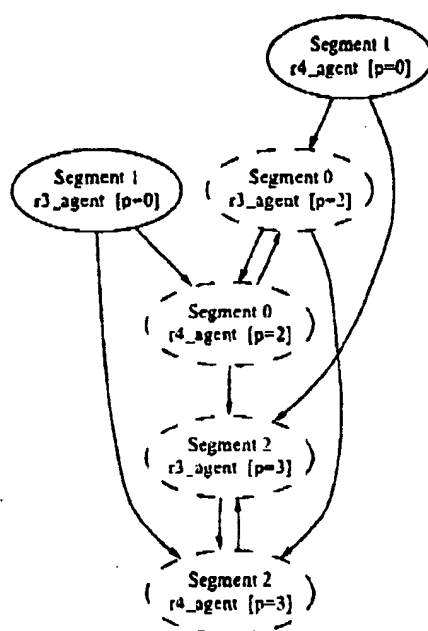 Segment 1
r4_agent [p=0]
Segment 1
r3_agent [p=0]
Segment 0
r3_agent [p=2]
Segment 0
r4_agent [p=2]
Segment 2
r3_agent [p=3]
Segment 2
r4_agent [p=3]